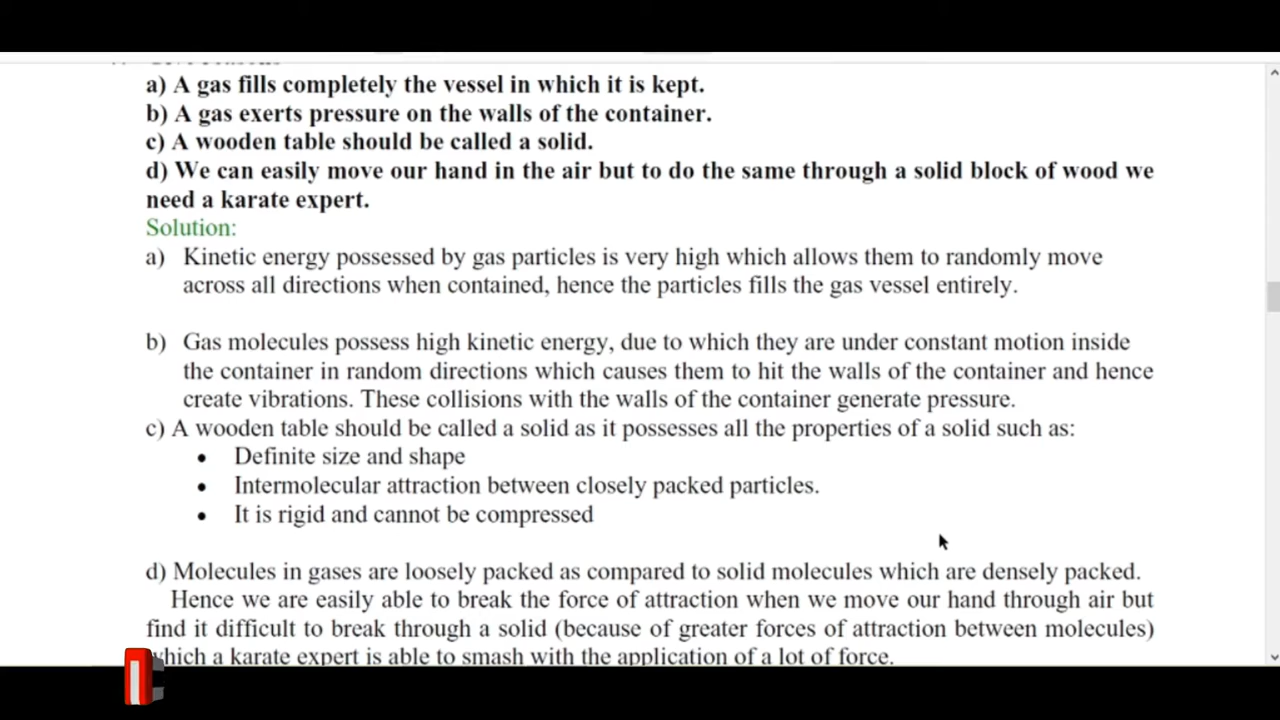 a) A gas fills completely the vessel in which it is kept.
b) A gas exerts pressure on the walls of the container.
c) A wooden table should be called a solid.
d) We can easily move our hand in the air but to do the same through a solid block of wood we
need a karate expert.
Solution:
a) Kinetic energy possessed by gas particles is very high which allows them to randomly move
across all directions when contained, hence the particles fills the gas vessel entirely.
b) Gas molecules possess high kinetic energy, due to which they are under constant motion inside
the container in random directions which causes them to hit the walls of the container and hence
create vibrations. These collisions with the walls of the container generate pressure.
c) A wooden table should be called a solid as it possesses all the properties of a solid such as:
• Definite size and shape
• Intermolecular attraction between closely packed particles.
• It is rigid and cannot be compressed
d) Molecules in gases are loosely packed as compared to solid molecules which are densely packed.
Hence we are easily able to break the force of attraction when we move our hand through air but
find it difficult to break through a solid (because of greater forces of attraction between molecules)
which a karate expert is able to smash with the application of a lot of force.